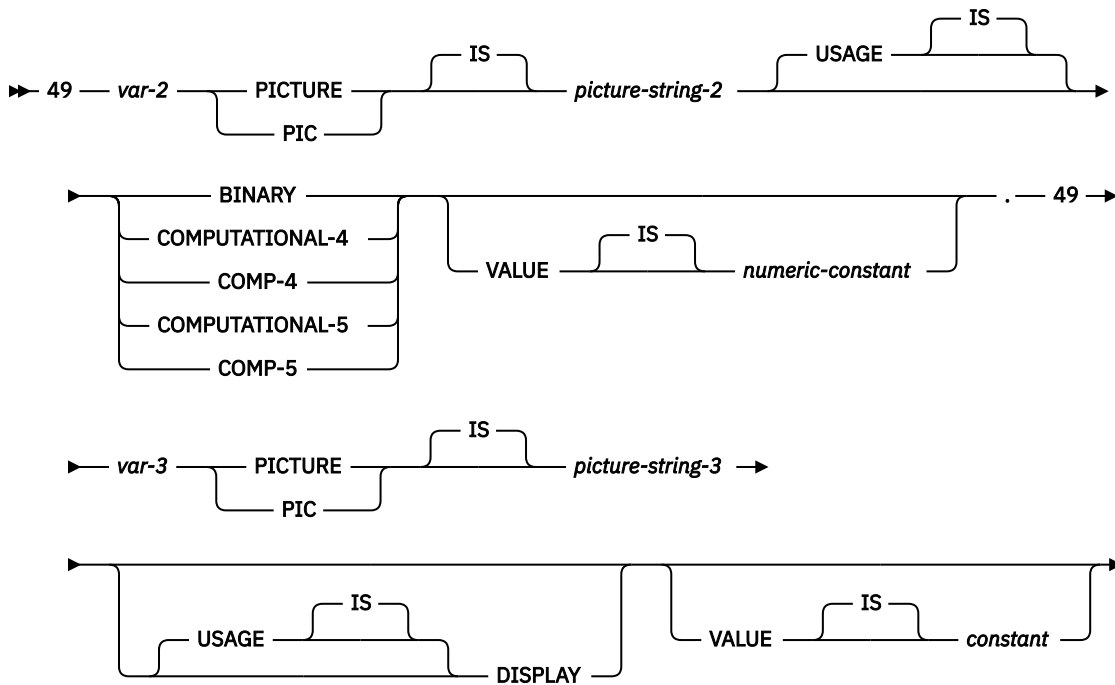 IS
IS USAGE
49 var-2 PICTURE picture-string-2
PIC
BINARY . 49
COMPUTATIONAL-4 IS
COMP-4 VALUE numeric-constant
COMPUTATIONAL-5
COMP-5
IS
var-3 PICTURE picture-string-3
PIC
IS IS
USAGE VALUE constant
DISPLAY